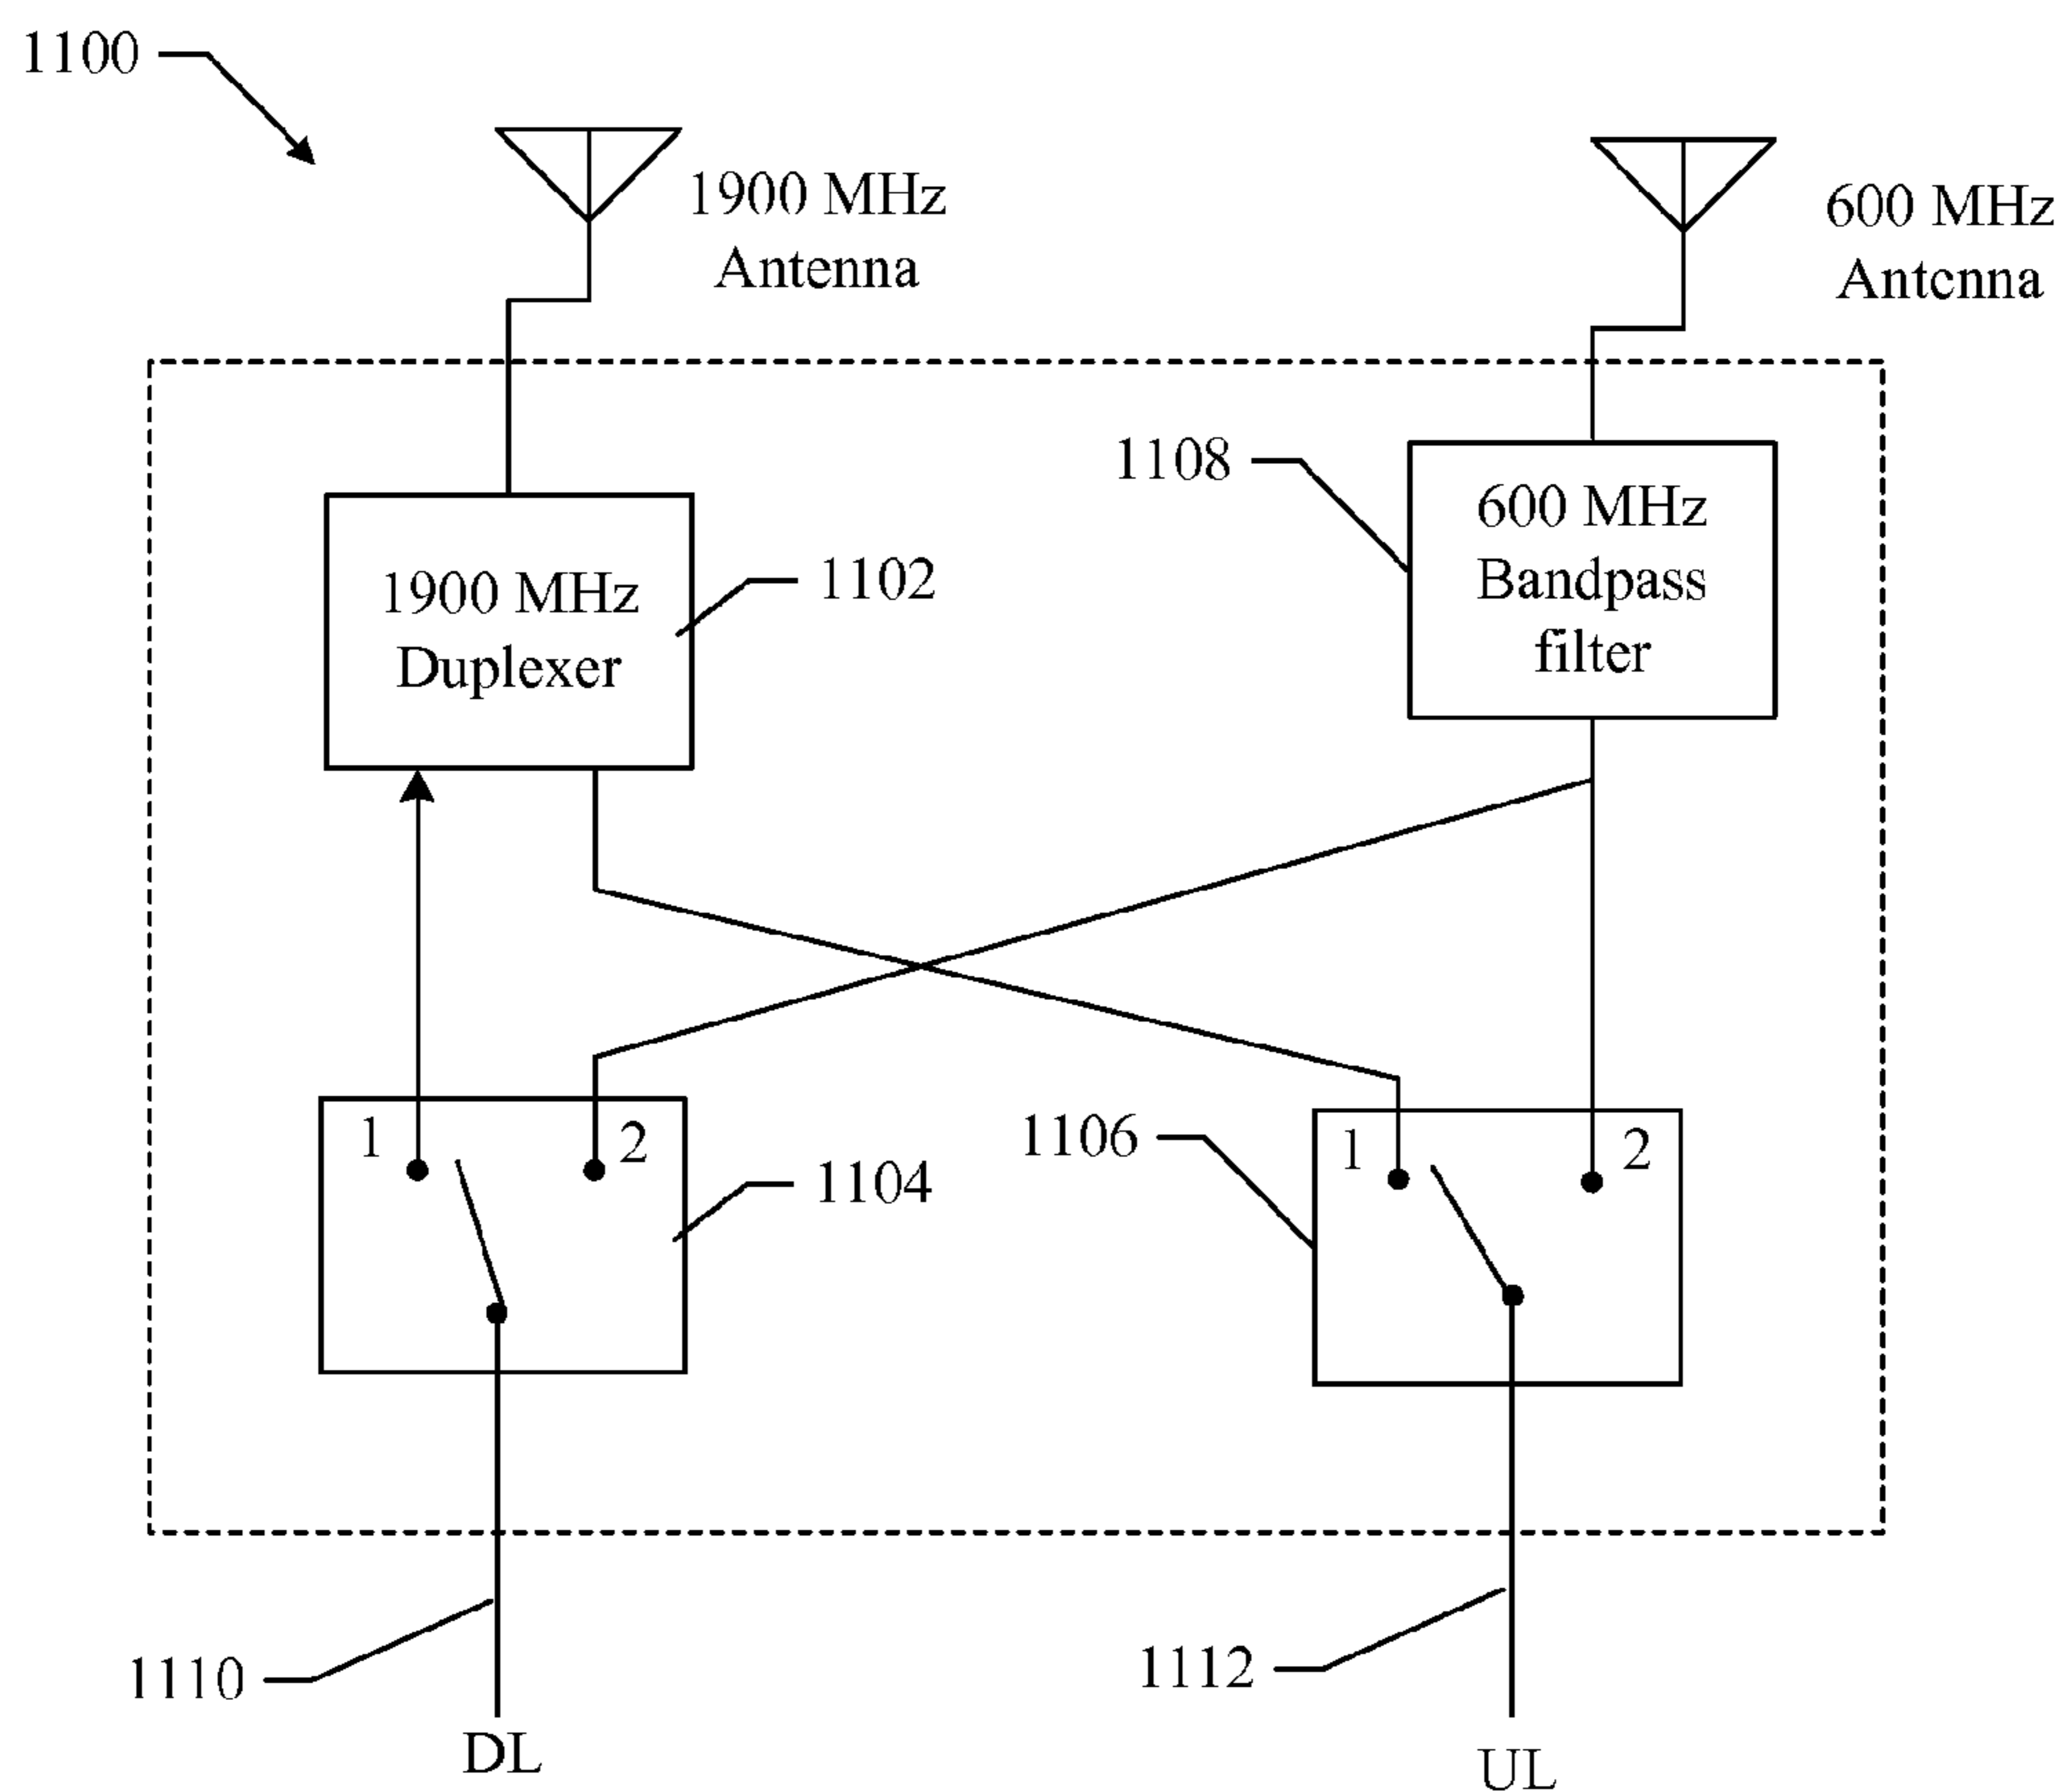 1100
1900 MHz
Antenna
600 MHz
Antenna
1108
600 MHz
Bandpass
filter
1900 MHz
Duplexer
1102
1
2
1104
1106
1
2
1110
DL
1112
UL